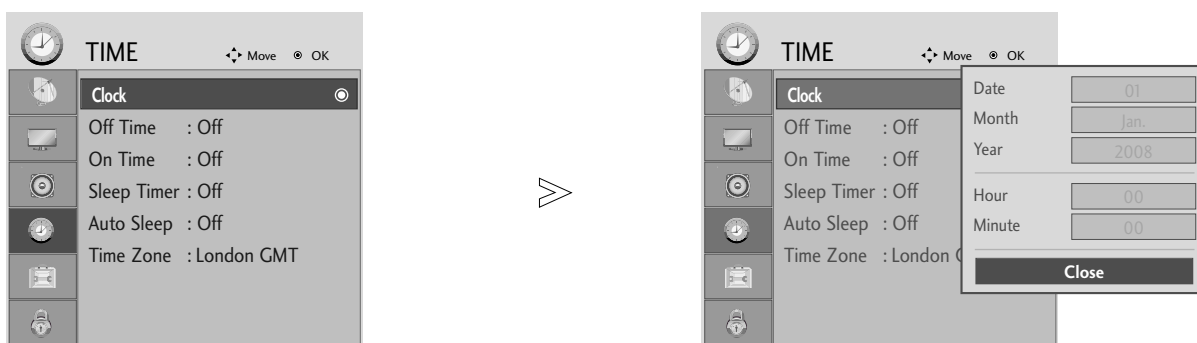 TIME
Move OK
Clock
Off Time : Off
On Time : Off
Sleep Timer : Off
Auto Sleep : Off
Time Zone : London GMT
TIME
Move OK
Clock
Off Time : Off
On Time : Off
Sleep Timer : Off
Auto Sleep : Off
Time Zone : London
Date 01
Month Jan.
Year 2008
Hour 00
Minute 00
Close